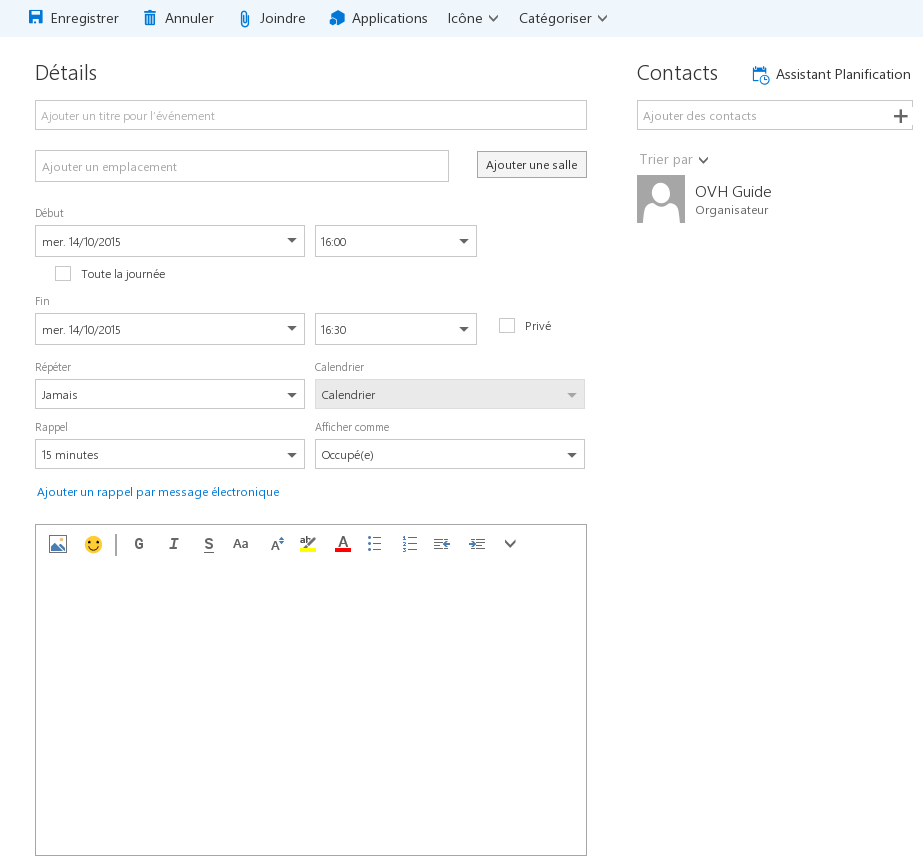 Enregistrer Annuler Joindre Applications Icône Catégoriser
Détails
Ajouter un titre pour l'événement
Ajouter un emplacement Ajouter une salle
Début
mer. 14/10/2015 16:00
Toute la journée
Fin
mer. 14/10/2015 16:30 Privé
Répéter Calendrier
Jamais Calendrier
Rappel Afficher comme
15 minutes Occupé(e)
Ajouter un rappel par message électronique
G I S Aa A ab A
Contacts Assistant Planification
Ajouter des contacts
Trier par
OVH Guide
Organisateur